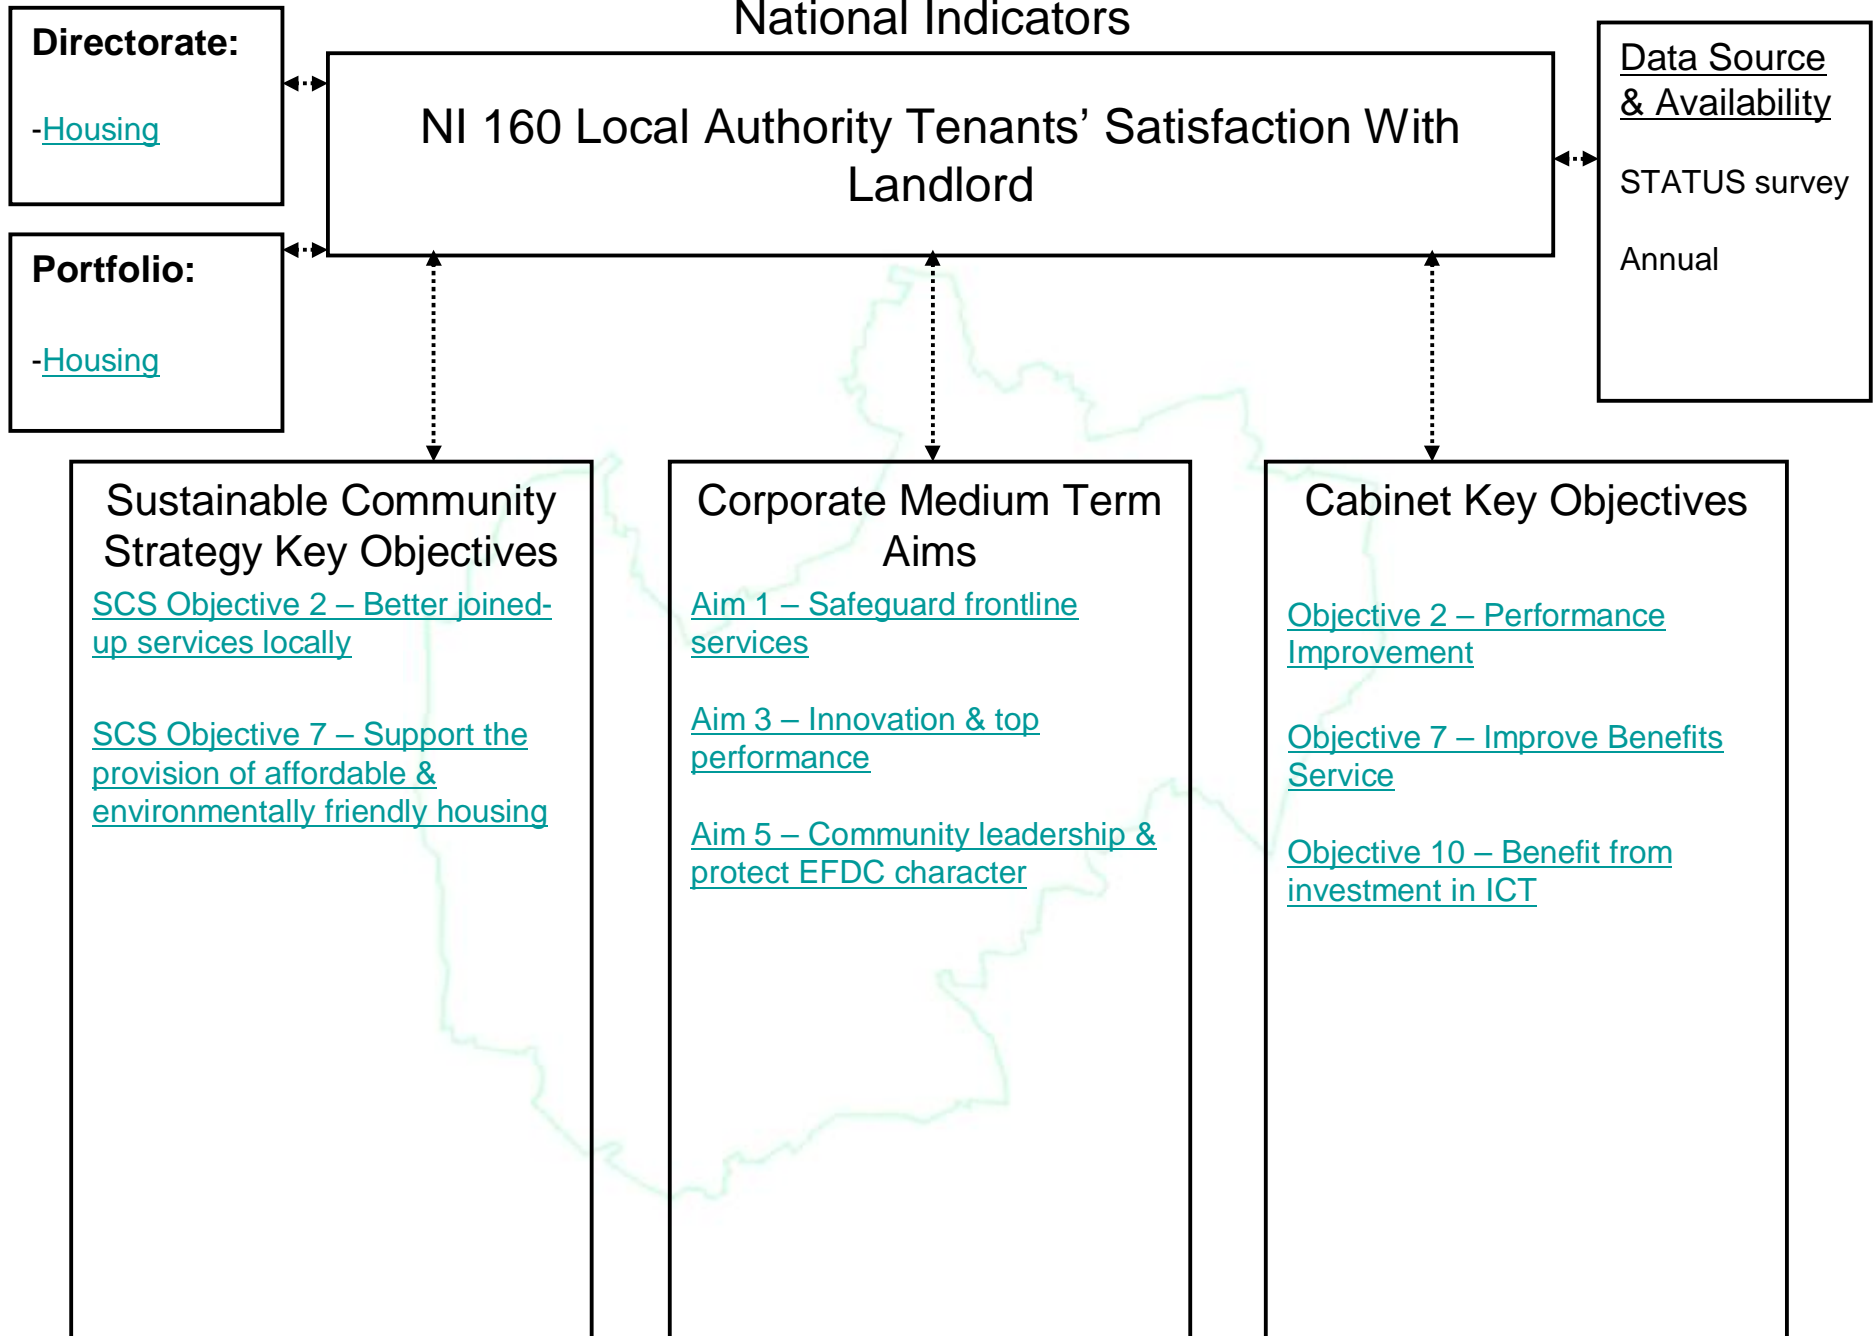 National Indicators
Directorate:
-Housing
NI 160 Local Authority Tenants’ Satisfaction With
Landlord
Data Source
& Availability
STATUS survey
Annual
Portfolio:
-Housing
Sustainable Community
Strategy Key Objectives
SCS Objective 2 – Better joined-
up services locally
SCS Objective 7 – Support the
provision of affordable &
environmentally friendly housing
Corporate Medium Term
Aims
Aim 1 – Safeguard frontline
services
Aim 3 – Innovation & top
performance
Aim 5 – Community leadership &
protect EFDC character
Cabinet Key Objectives
Objective 2 – Performance
Improvement
Objective 7 – Improve Benefits
Service
Objective 10 – Benefit from
investment in ICT